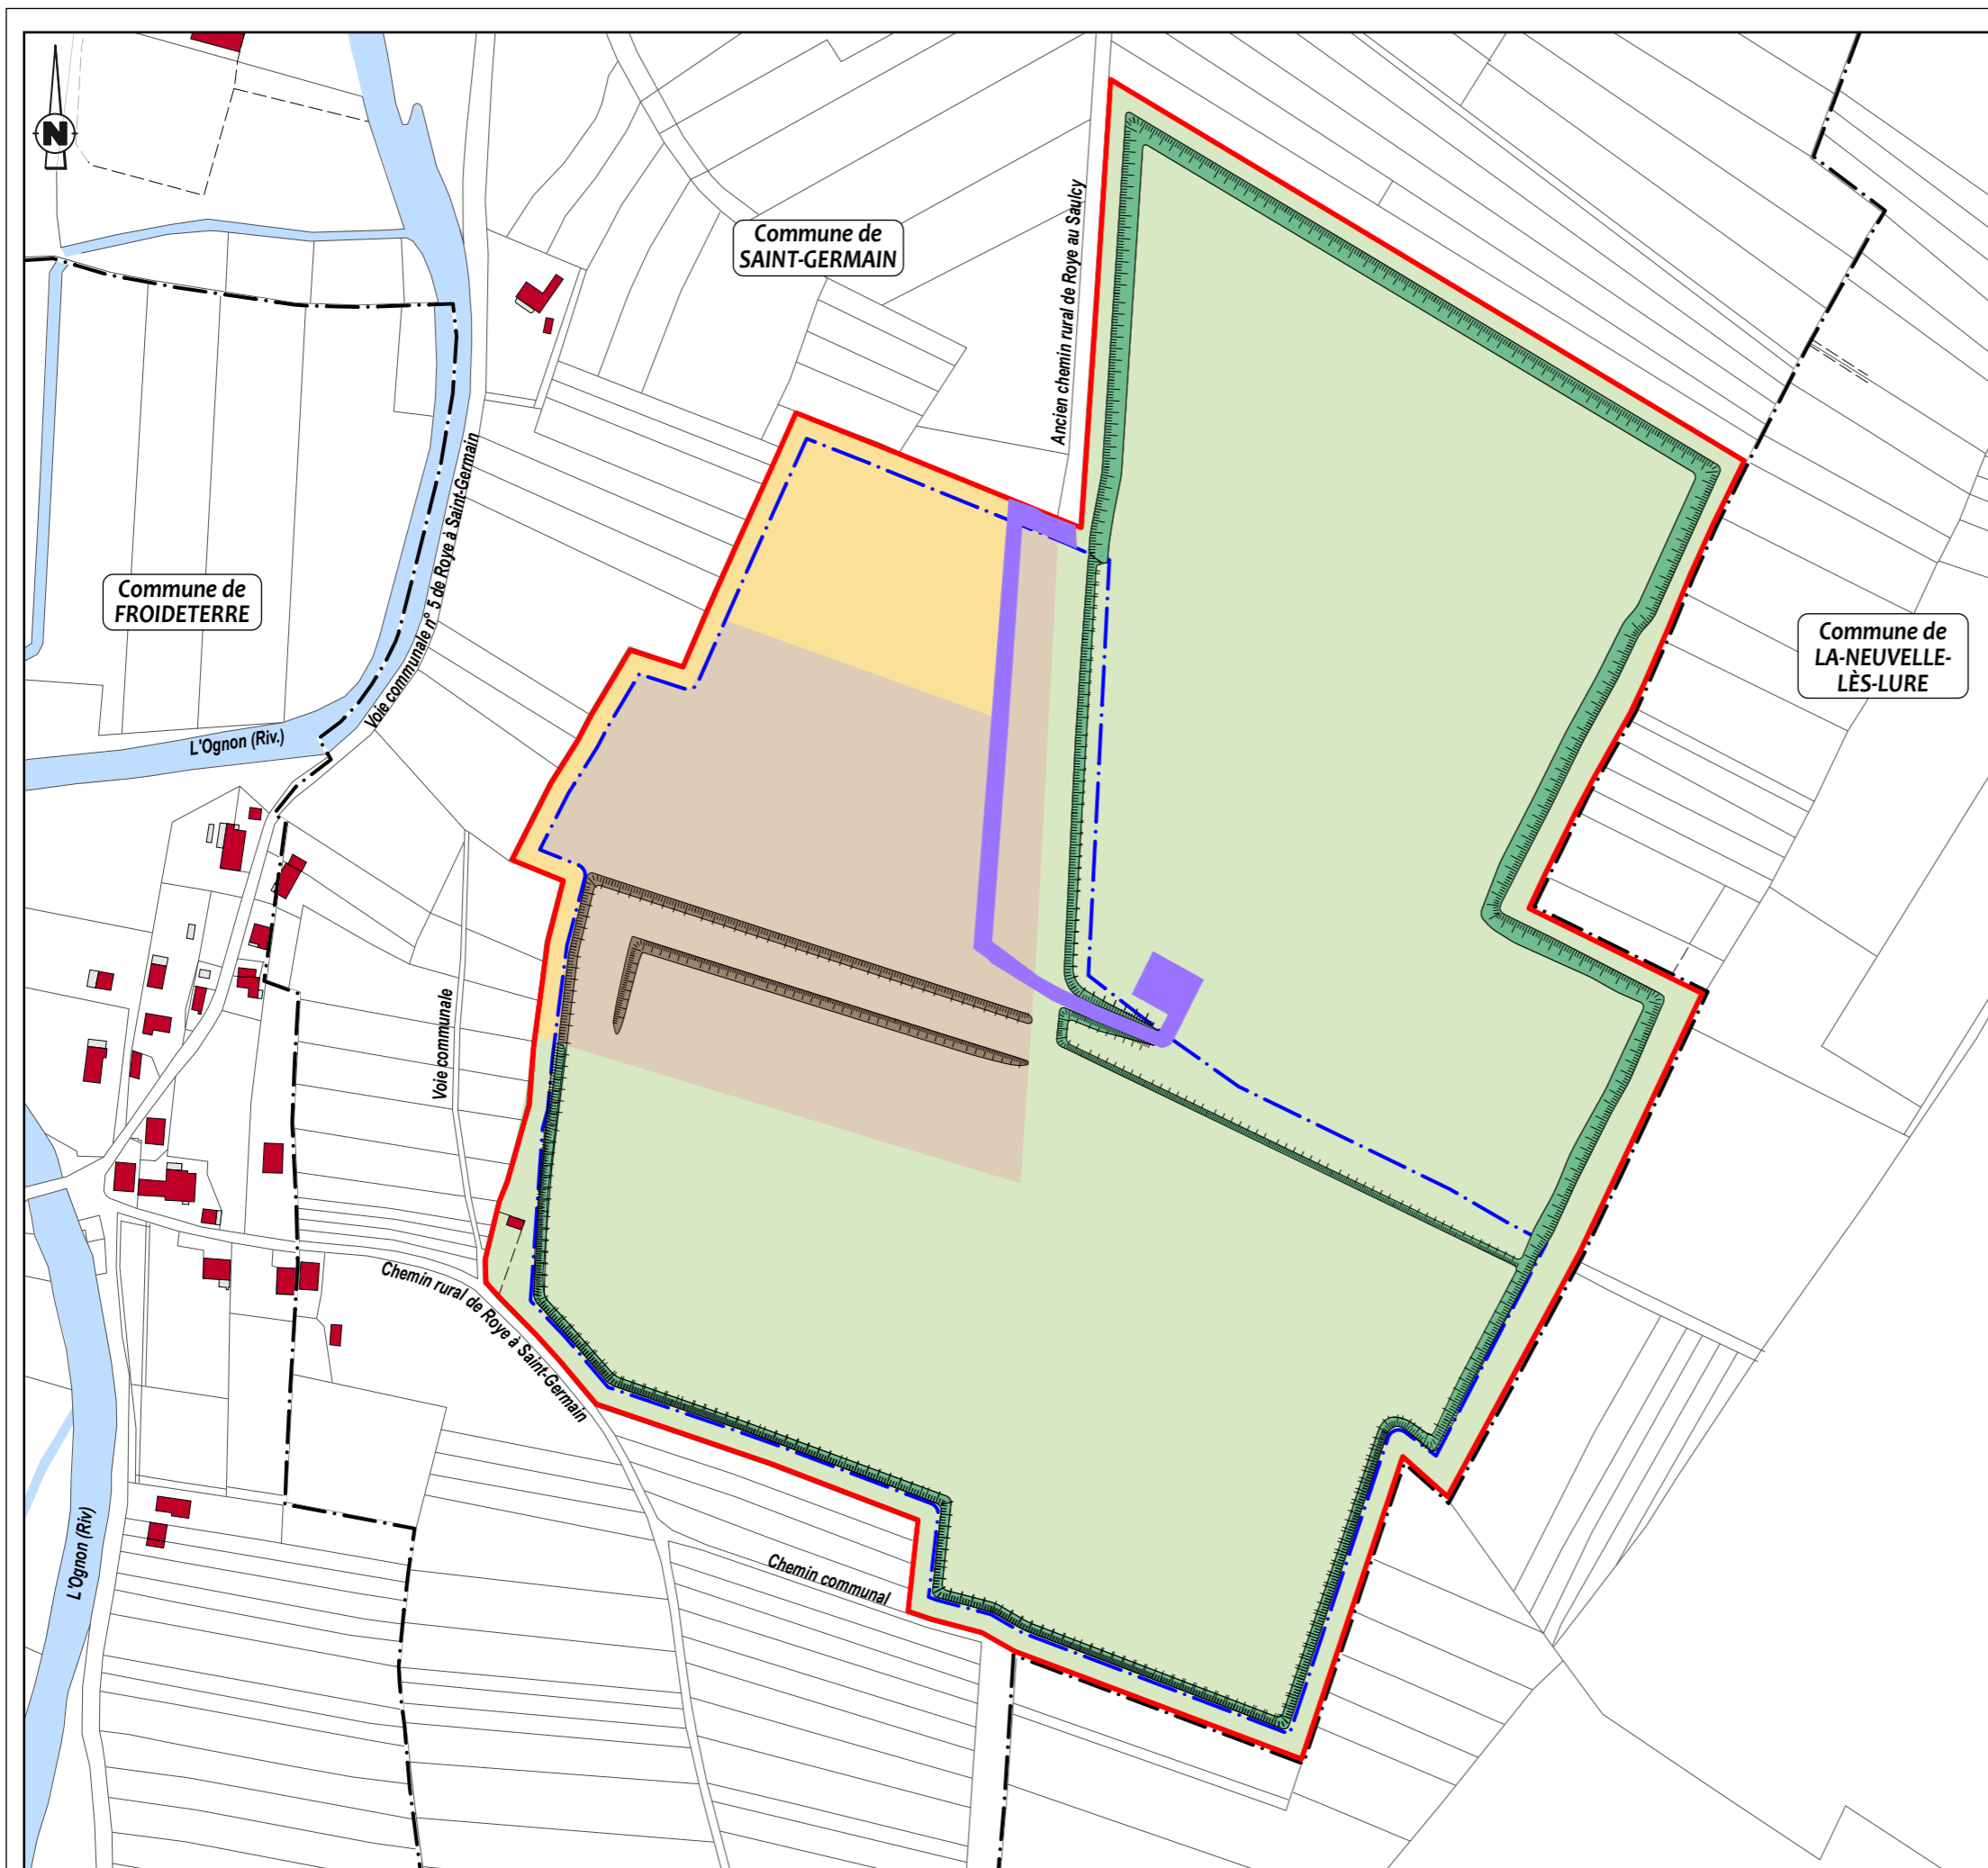 N
Commune de
SAINT-GERMAIN
Ancien chemin rural de Roye au Saulcy
Voie communale n° 5 de Roye à Saint-Germain
Commune de
FROIDETERRE
Commune de
LA-NEUVELLE-
LÈS-LURE
L'Ognon (Riv.)
Voie communale
Chemin rural de Roye à Saint-Germain
L'Ognon (Riv)
Chemin communal